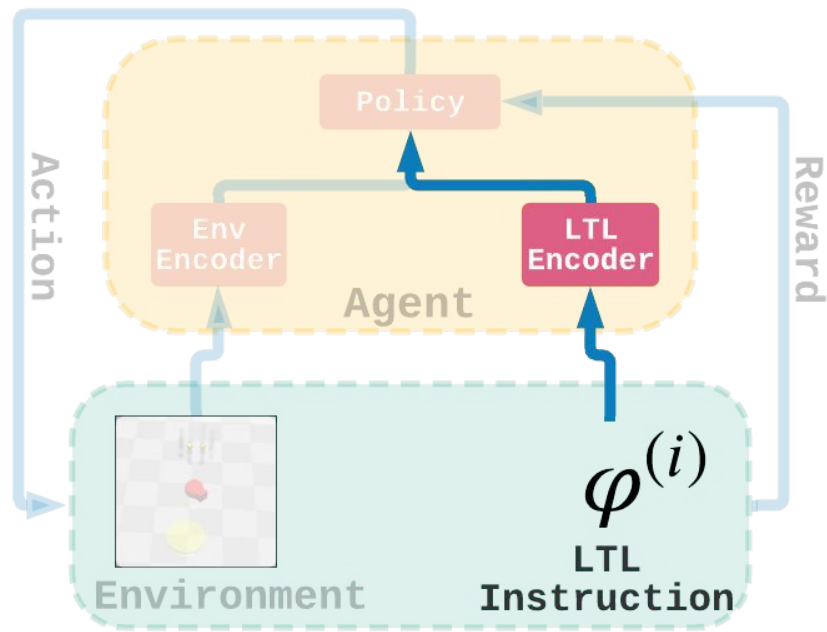 Policy
Action
Reward
Env
Encoder
LTL
Encoder
Agent
φ^(i)
LTL
Instruction
Environment